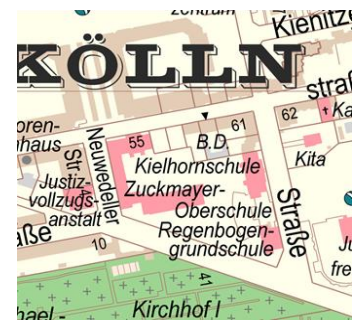 zentrum
Kienitz
KÖLLN
straß
Ka
62
61
B.D.
55
oren-
haus
Neuwedeller
Str.
Kita
Kielhornschule
Zuckmayer-
Oberschule
Regenbogen-
grundschule
Justiz-
vollzugs-
anstalt
Straße
aße
10
Ju
fre
41
Kirchhof I
hael -